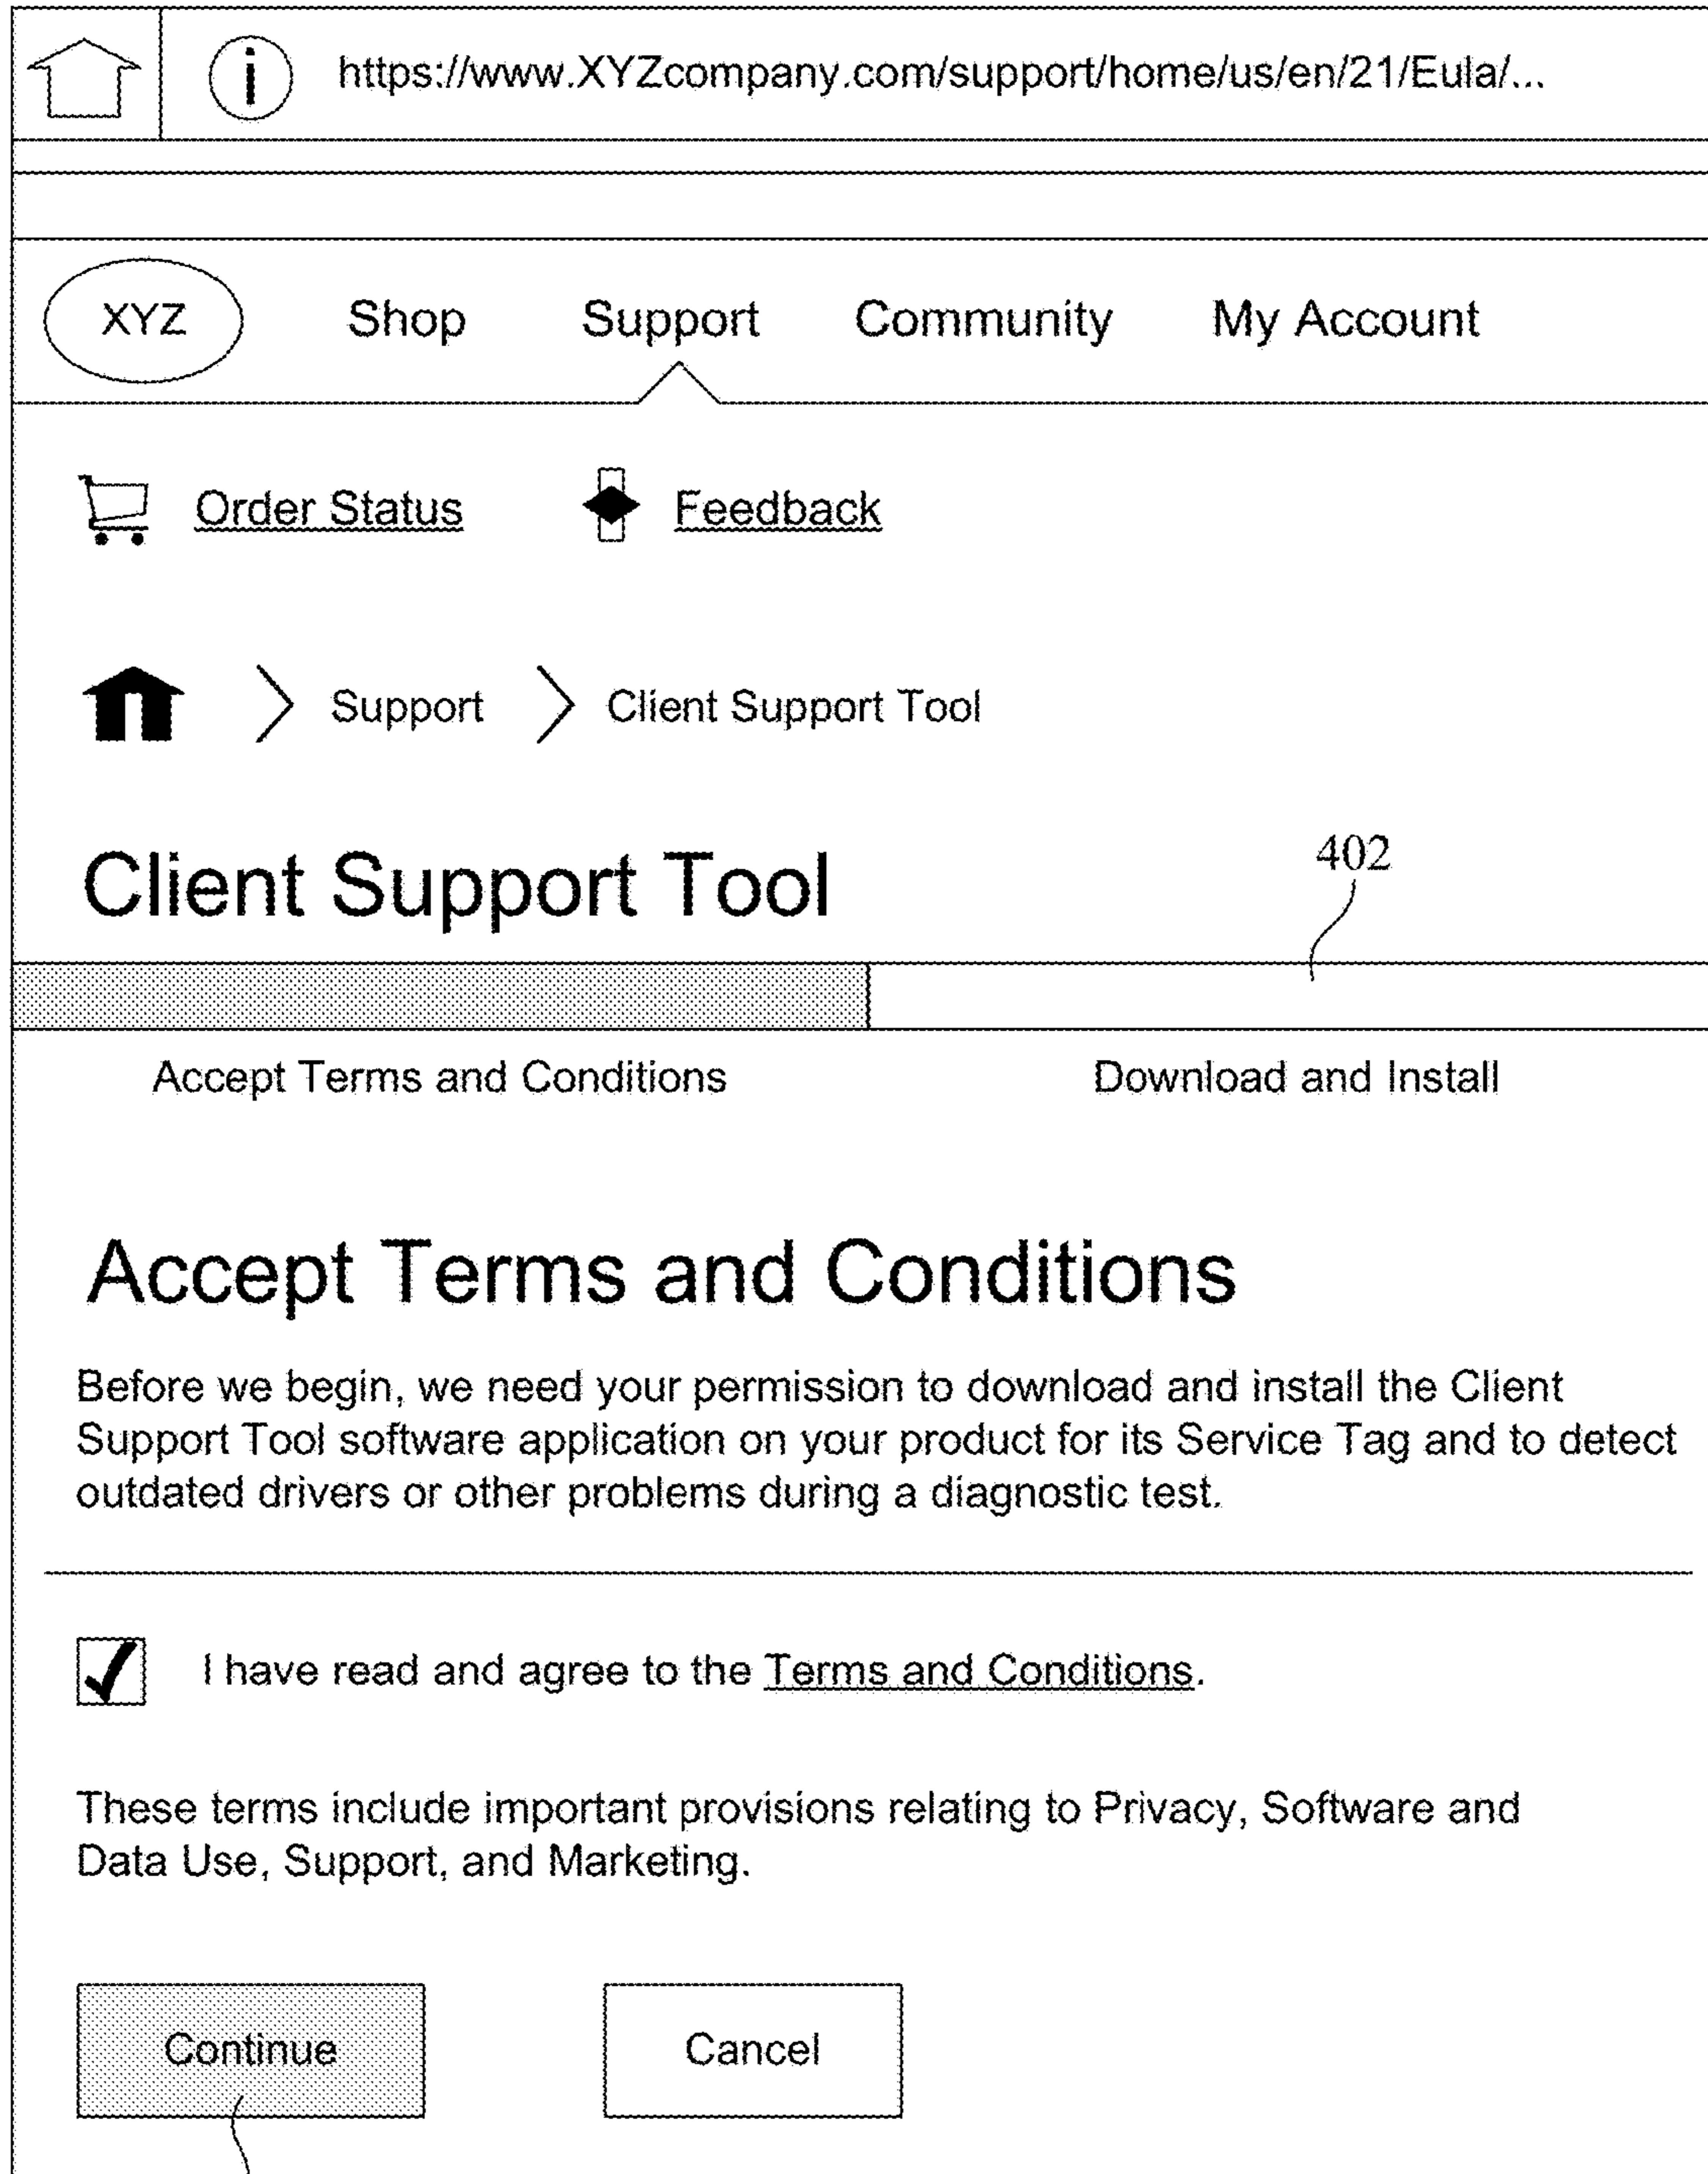 https://www.XYZcompany.com/support/home/us/en/21/Eula/...
XYZ Shop Support Community My Account
Order Status Feedback
Support Client Support Tool
Client Support Tool
402
Accept Terms and Conditions Download and Install
Accept Terms and Conditions
Before we begin, we need your permission to download and install the Client
Support Tool software application on your product for its Service Tag and to detect
outdated drivers or other problems during a diagnostic test.
I have read and agree to the Terms and Conditions.
These terms include important provisions relating to Privacy, Software and
Data Use, Support, and Marketing.
Continue Cancel